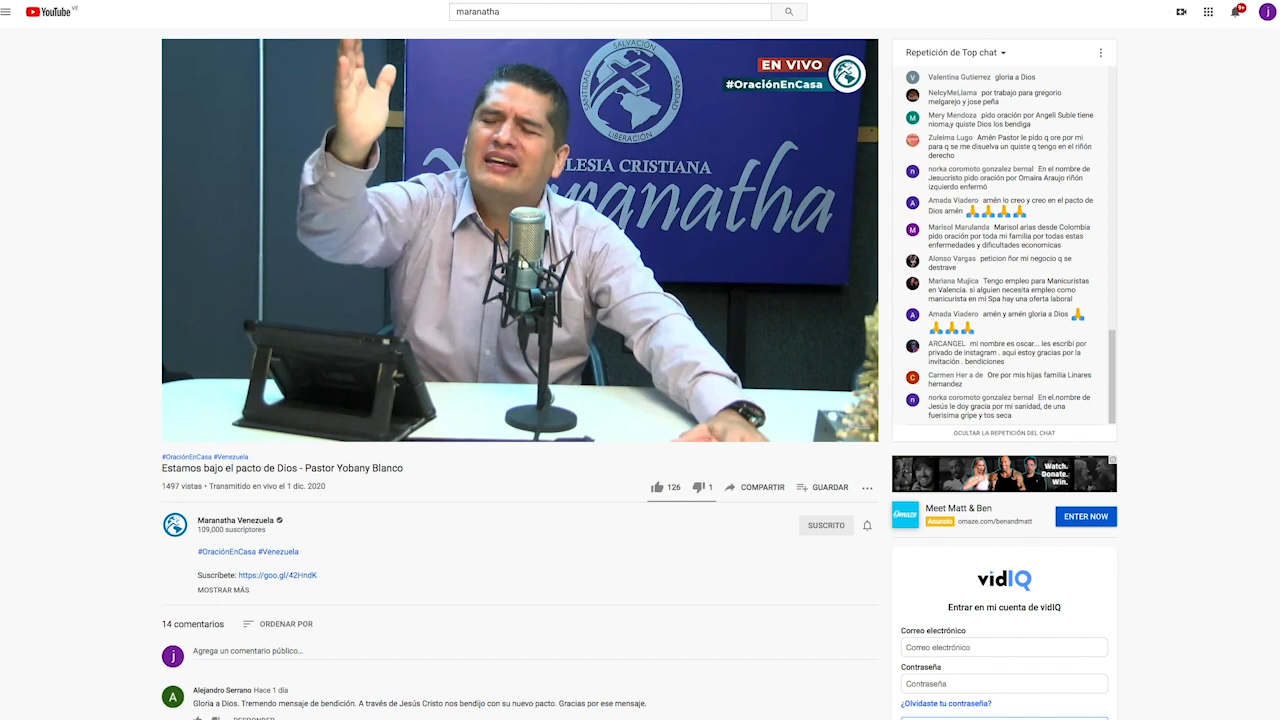 YouTube VE
maranatha
9+
j
EN VIVO
#OraciónEnCasa
SALVACIÓN
SANTIDAD
SANIDAD
LIBERACIÓN
IGLESIA CRISTIANA
Maranatha
#OraciónEnCasa #Venezuela
Estamos bajo el pacto de Dios - Pastor Yobany Blanco
1497 vistas • Transmitido en vivo el 1 dic. 2020
126
1
COMPARTIR
GUARDAR
Maranatha Venezuela
109,000 suscriptores
SUSCRITO
#OraciónEnCasa #Venezuela
Suscríbete: https://goo.gl/42HndK
MOSTRAR MÁS
14 comentarios
ORDENAR POR
j
Agrega un comentario público...
A
Alejandro Serrano Hace 1 día
Gloria a Dios. Tremendo mensaje de bendición. A través de Jesús Cristo nos bendijo con su nuevo pacto. Gracias por ese mensaje.
RESPONDER
Repetición de Top chat
V
Valentina Gutierrez gloria a Dios
NelcyMeLlama por trabajo para gregorio
melgarejo y jose peña
M
Mery Mendoza pido oración por Angeli Suble tiene
nioma,y quiste Dios los bendiga
Zuleima Lugo Amén Pastor le pido q ore por mi
para q se me disuelva un quiste q tengo en el riñón
derecho
n
norka coromoto gonzalez bernal En el nombre de
Jesucristo pido oración por Omaira Araujo riñón
izquierdo enfermó
A
Amada Viadero amén lo creo y creo en el pacto de
Dios amén 🙏 🙏 🙏 🙏
M
Marisol Marulanda Marisol arias desde Colombia
pido oración por toda mi familia por todas estas
enfermedades y dificultades economicas
Alonso Vargas peticion ñor mi negocio q se
destrave
Mariana Mujica Tengo empleo para Manicuristas
en Valencia. si alguien necesita empleo como
manicurista en mi Spa hay una oferta laboral
A
Amada Viadero amén y amén gloria a Dios 🙏
🙏 🙏 🙏
ARCANGEL mi nombre es oscar... les escribi por
privado de instagram . aqui estoy gracias por la
invitación . bendiciones
C
Carmen Her a de Ore por mis hijas familia Linares
hernandez
n
norka coromoto gonzalez bernal En el.nombre de
Jesús le doy gracia por mi sanidad, de una
fuerisima gripe y tos seca
OCULTAR LA REPETICIÓN DEL CHAT
Watch.
Donate.
Win.
Omaze
Meet Matt & Ben
Anuncio omaze.com/benandmatt
ENTER NOW
vidIQ
Entrar en mi cuenta de vidIQ
Correo electrónico
Correo electrónico
Contraseña
Contraseña
¿Olvidaste tu contraseña?